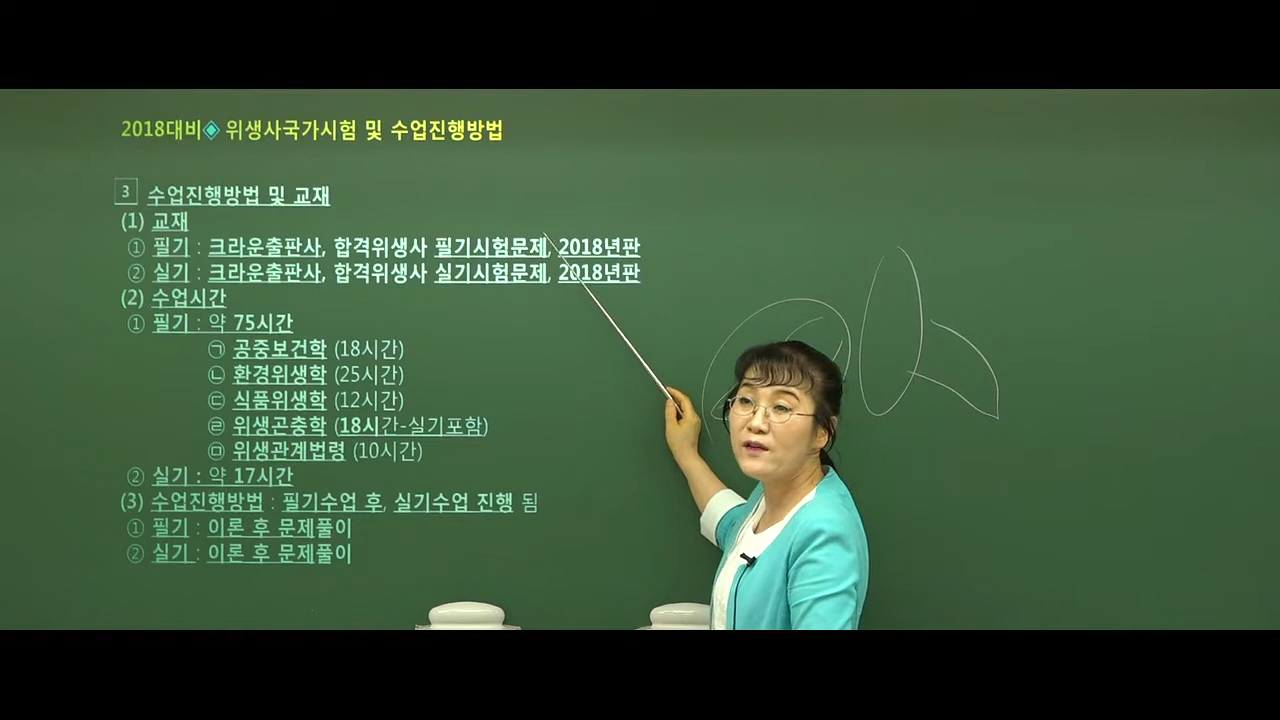 2018대비◈ 위생사국가시험 및 수업진행방법
3 수업진행방법 및 교재
(1) 교재
① 필기 : 크라운출판사, 합격위생사 필기시험문제, 2018년판
② 실기 : 크라운출판사, 합격위생사 실기시험문제, 2018년판
(2) 수업시간
① 필기 : 약 75시간
㉠ 공중보건학 (18시간)
㉡ 환경위생학 (25시간)
㉢ 식품위생학 (12시간)
㉣ 위생곤충학 (18시간-실기포함)
㉤ 위생관계법령 (10시간)
② 실기 : 약 17시간
(3) 수업진행방법 : 필기수업 후, 실기수업 진행 됨
① 필기 : 이론 후 문제풀이
② 실기 : 이론 후 문제풀이